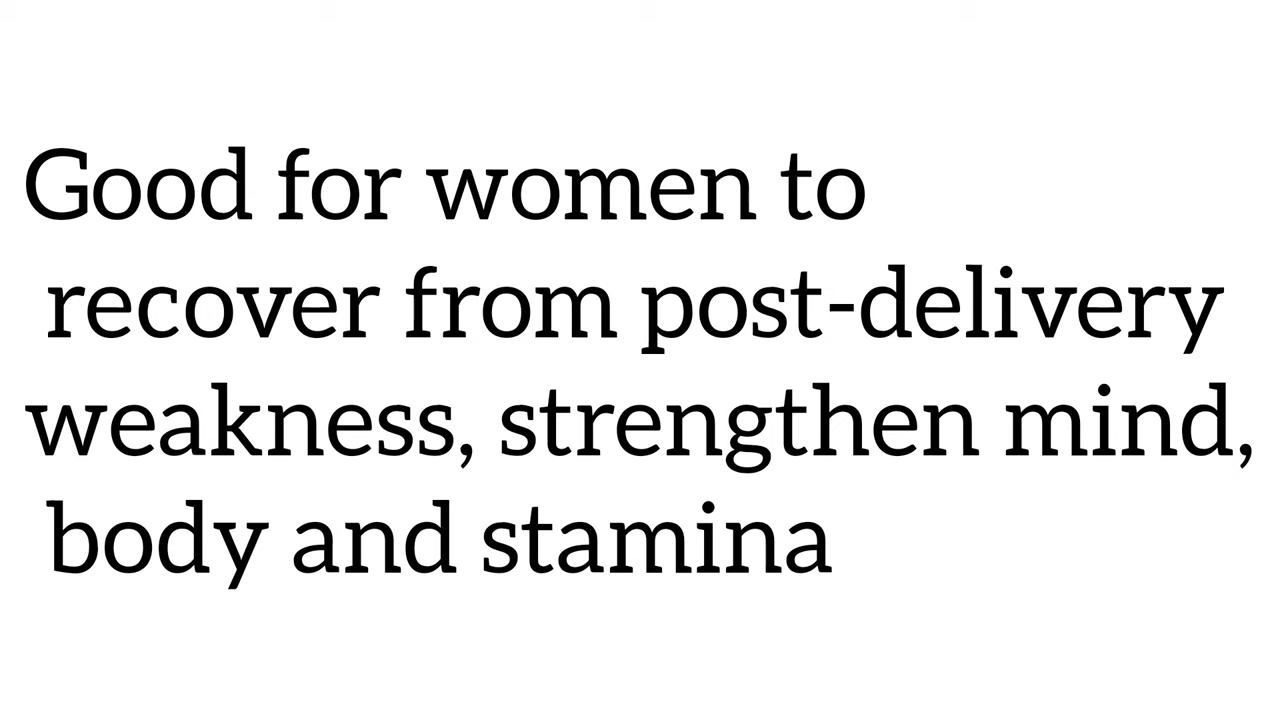 Good for women to
recover from post-delivery
weakness, strengthen mind,
body and stamina